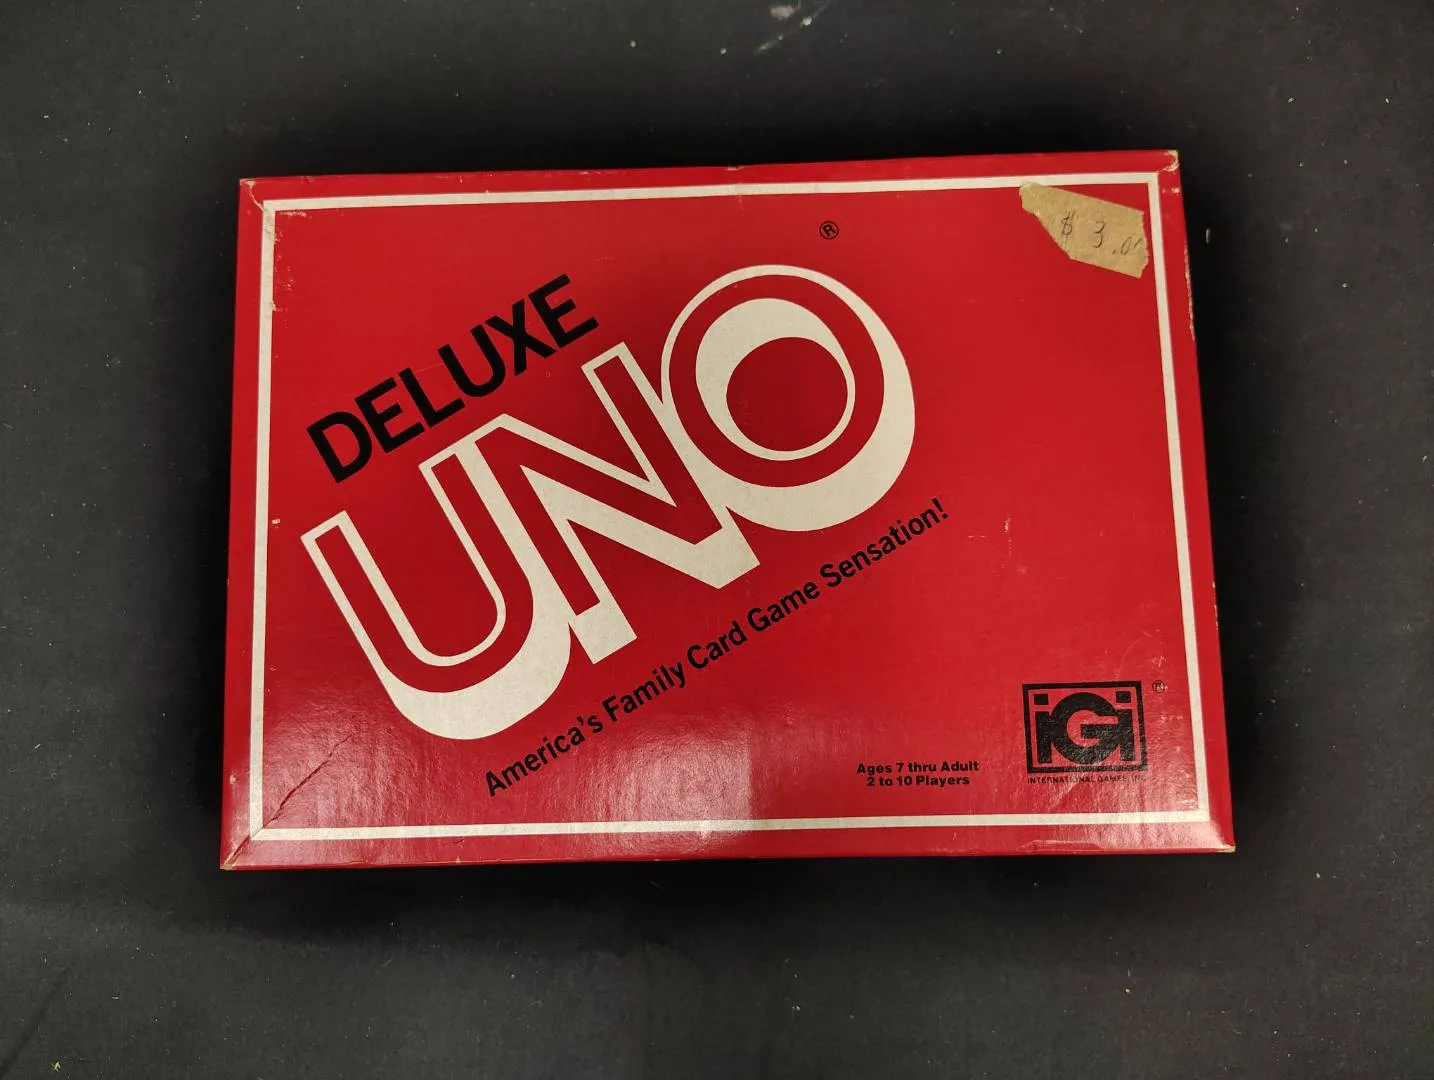 $ 3.00
®
DELUXE
UNO
America's Family Card Game Sensation!
Ages 7 thru Adult
2 to 10 Players
iGi ®
INTERNATIONAL GAMES, INC.